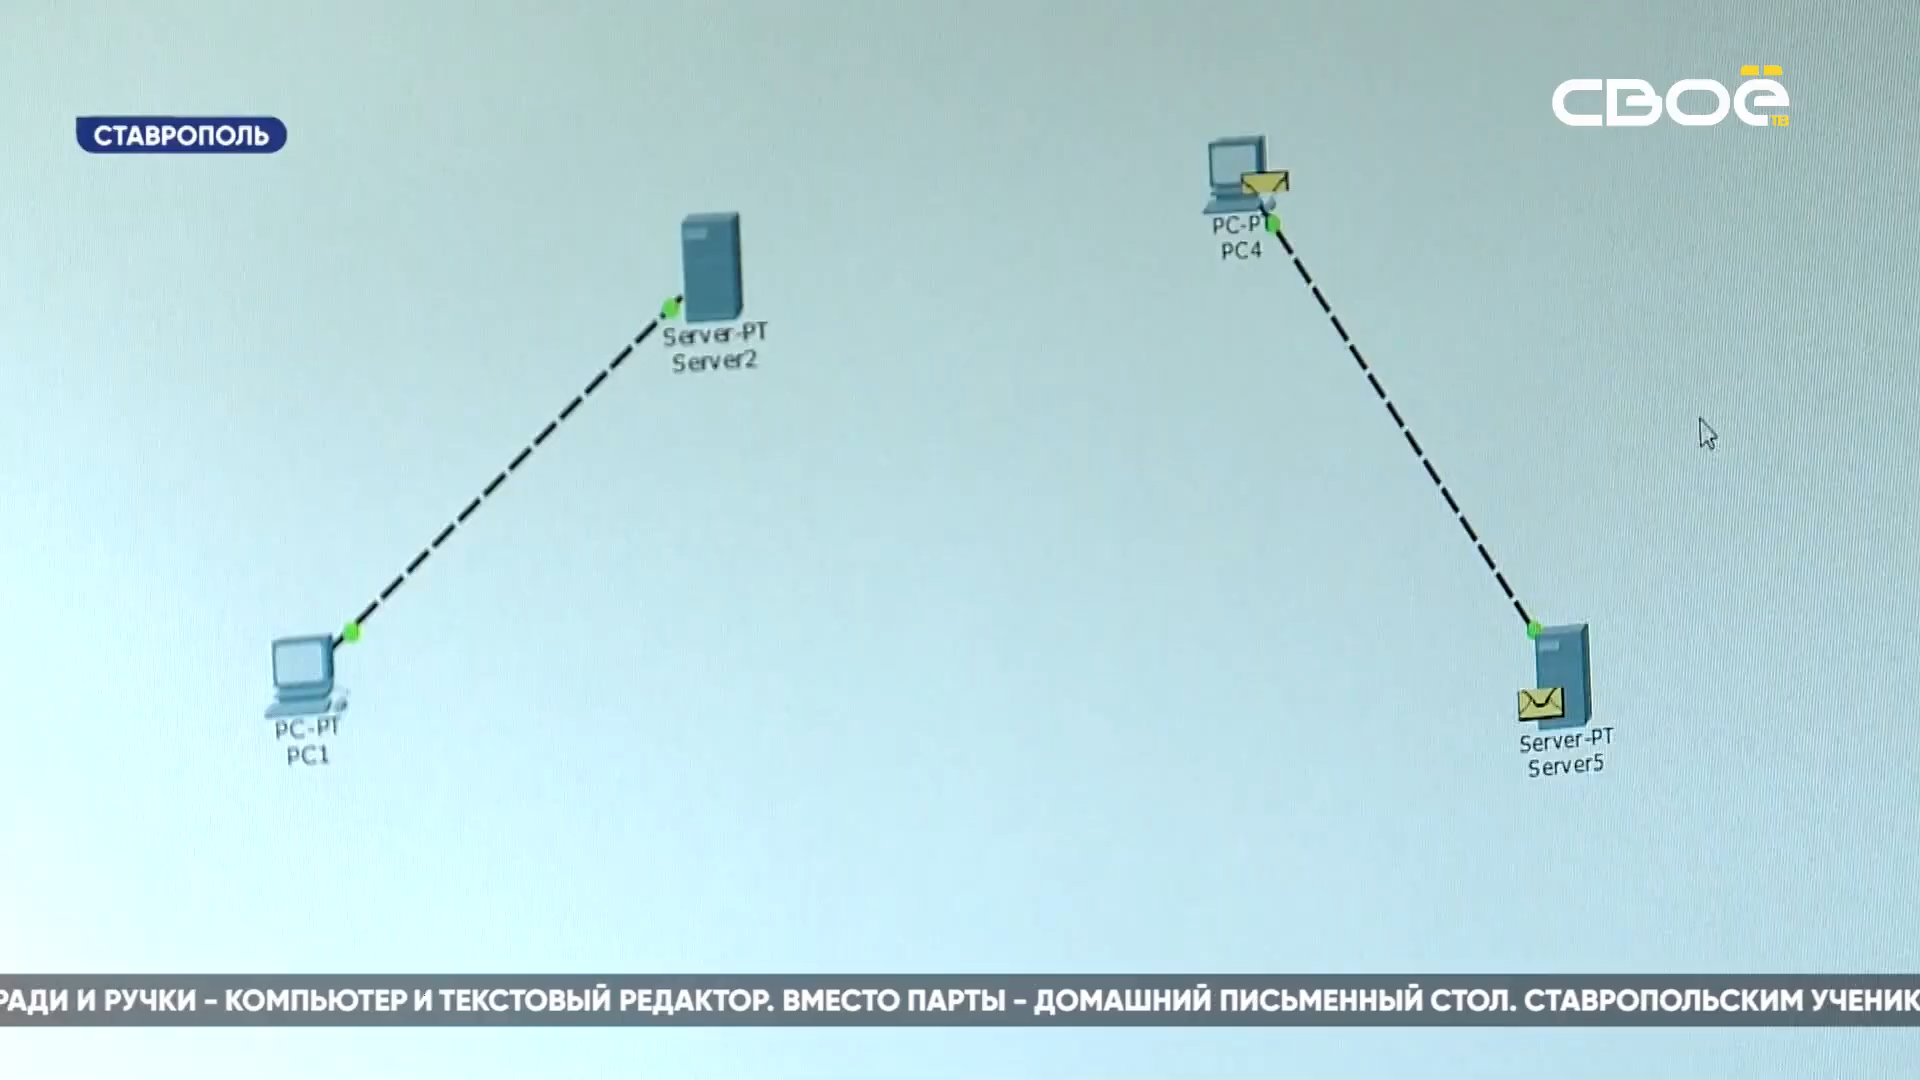 СВОЁ
ТВ
СТАВРОПОЛЬ
PC-PT
PC4
Server-PT
Server2
PC-PT
PC1
Server-PT
Server5
РАДИ И РУЧКИ – КОМПЬЮТЕР И ТЕКСТОВЫЙ РЕДАКТОР. ВМЕСТО ПАРТЫ – ДОМАШНИЙ ПИСЬМЕННЫЙ СТОЛ. СТАВРОПОЛЬСКИМ УЧЕНИК